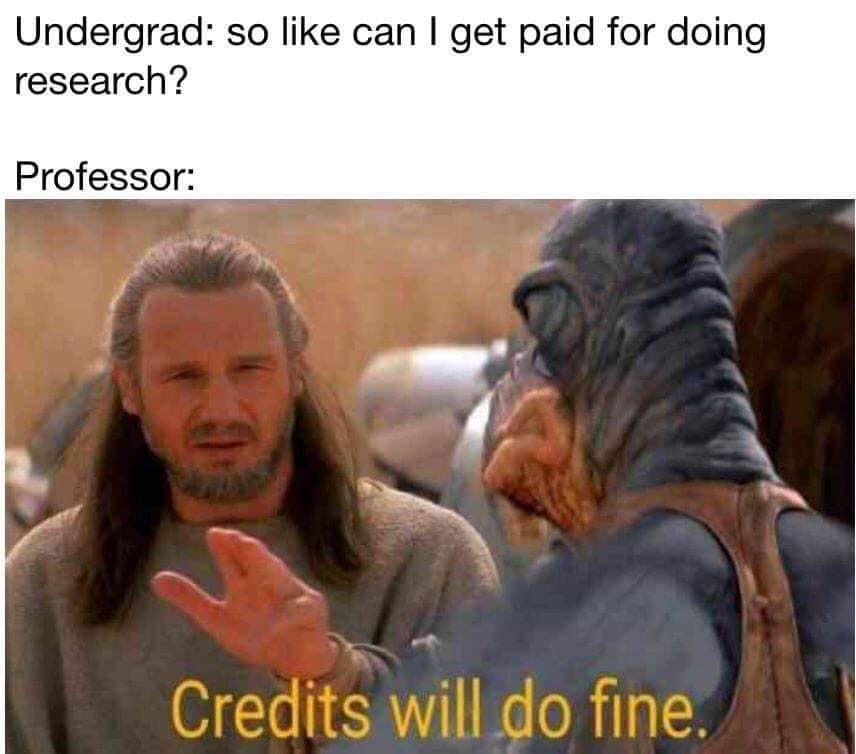 Undergrad: so like can I get paid for doing
research?
Professor:
Credits will do fine.